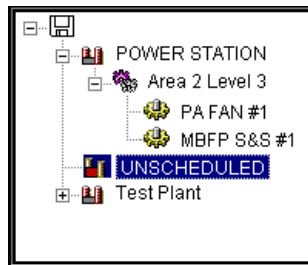 POWER STATION
Area 2 Level 3
PA FAN #1
MBFP S&S #1
UNSCHEDULED
Test Plant